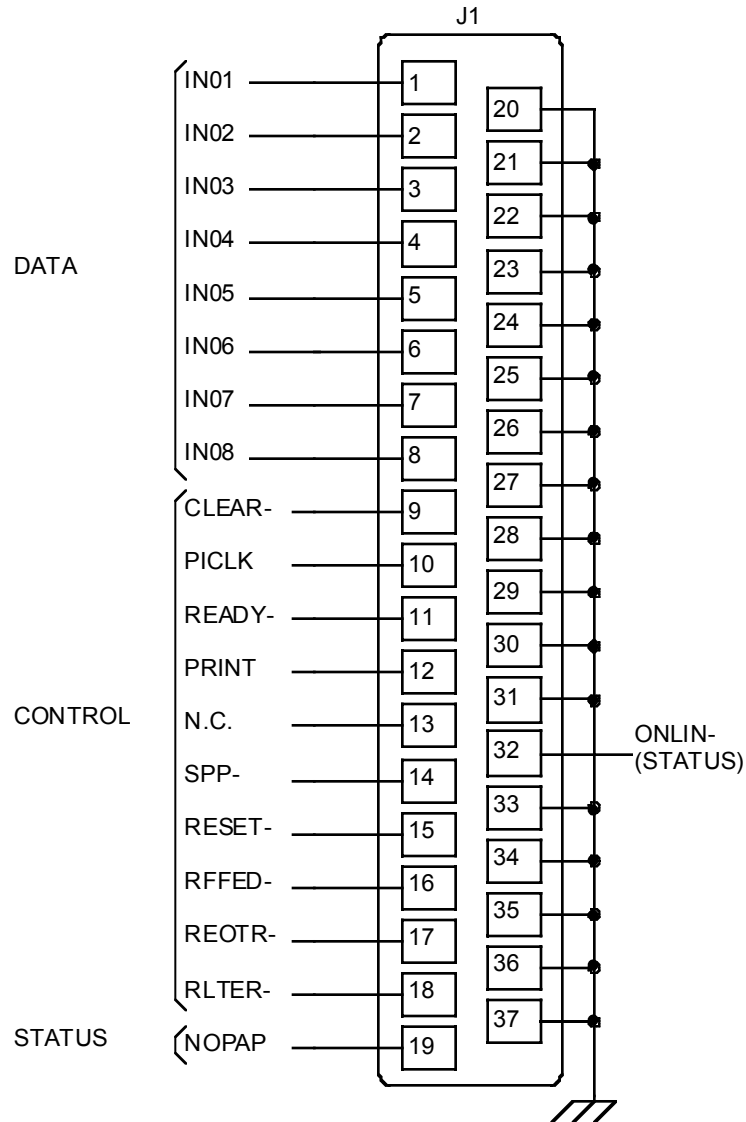 J1
DATA
IN01 1
IN02 2
IN03 3
IN04 4
IN05 5
IN06 6
IN07 7
IN08 8
CONTROL
CLEAR- 9
PICLK 10
READY- 11
PRINT 12
N.C. 13
SPP- 14
RESET- 15
RFFED- 16
REOTR- 17
RLTER- 18
STATUS
NOPAP 19
20
21
22
23
24
25
26
27
28
29
30
31
32 ONLIN-
(STATUS)
33
34
35
36
37